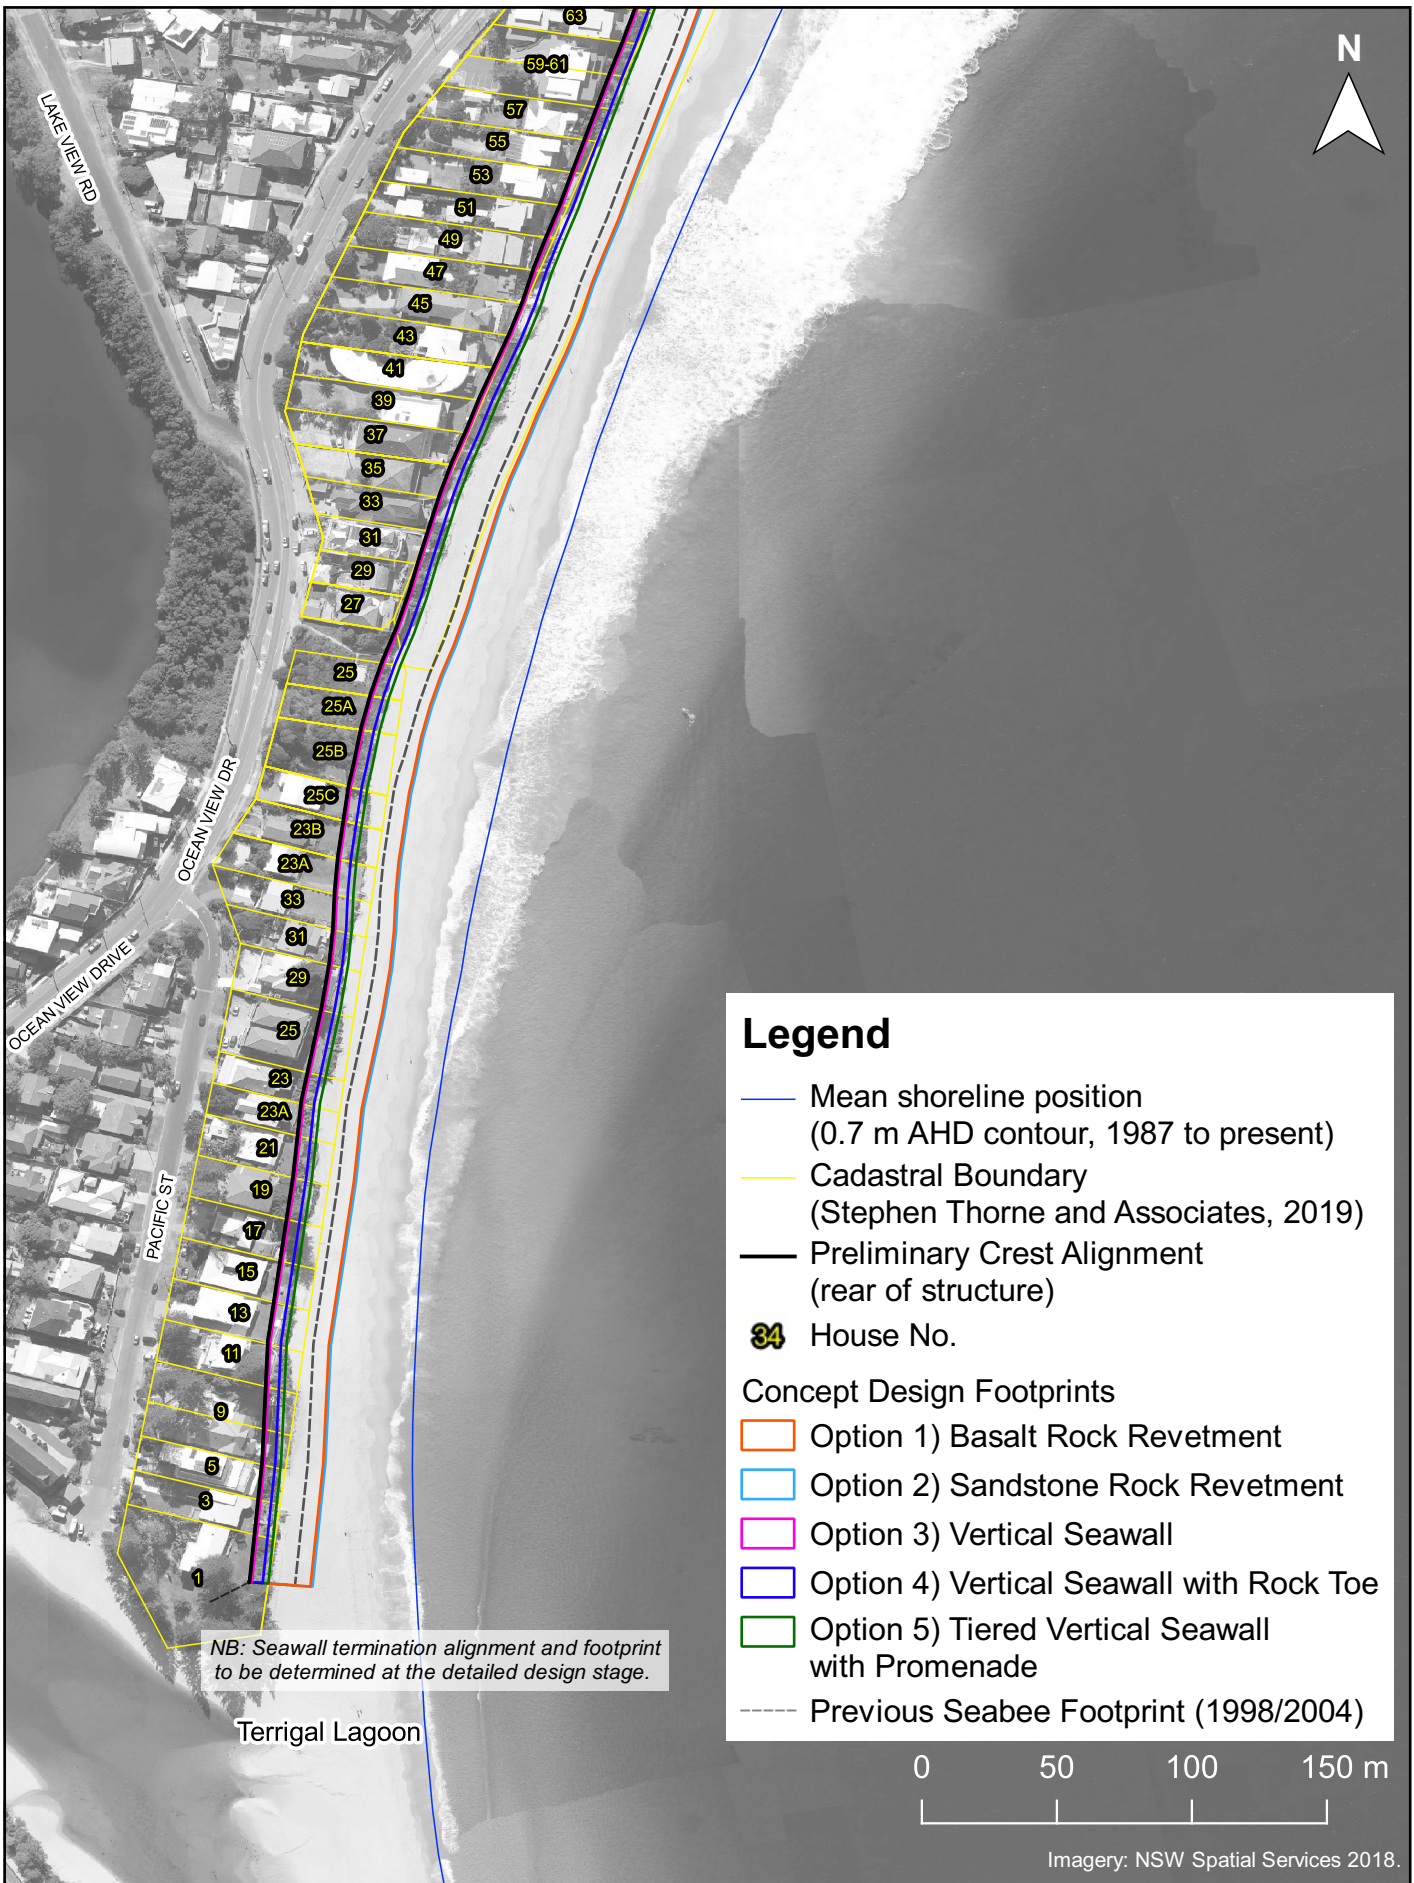 N
63
59-61
57
55
53
51
49
47
45
43
41
39
37
35
33
31
29
27
25
25A
25B
25C
23B
23A
33
31
29
25
23
23A
21
19
17
15
13
11
9
5
3
1
LAKE VIEW RD
OCEAN VIEW DR
OCEAN VIEW DRIVE
PACIFIC ST
NB: Seawall termination alignment and footprint
to be determined at the detailed design stage.
Terrigal Lagoon
Legend
Mean shoreline position
(0.7 m AHD contour, 1987 to present)
Cadastral Boundary
(Stephen Thorne and Associates, 2019)
Preliminary Crest Alignment
(rear of structure)
34 House No.
Concept Design Footprints
Option 1) Basalt Rock Revetment
Option 2) Sandstone Rock Revetment
Option 3) Vertical Seawall
Option 4) Vertical Seawall with Rock Toe
Option 5) Tiered Vertical Seawall
with Promenade
Previous Seabee Footprint (1998/2004)
0 50 100 150 m
Imagery: NSW Spatial Services 2018.